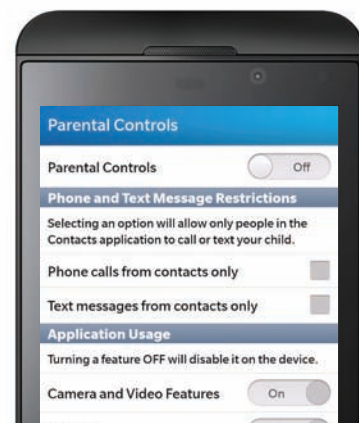 Parental Controls
Parental Controls Off
Phone and Text Message Restrictions
Selecting an option will allow only people in the
Contacts application to call or text your child.
Phone calls from contacts only
Text messages from contacts only
Application Usage
Turning a feature OFF will disable it on the device.
Camera and Video Features On